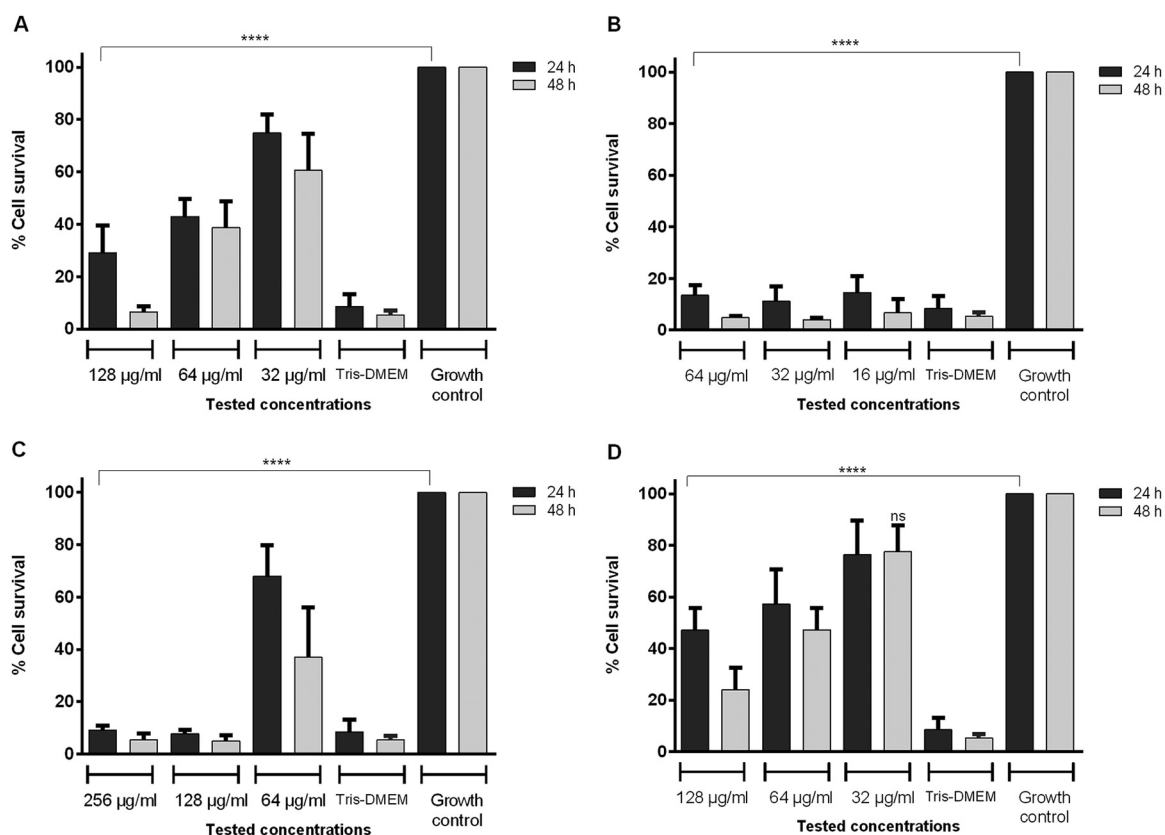 A
****
24 h
48 h
100
80
60
40
20
0
% Cell survival
128 µg/ml 64 µg/ml 32 µg/ml Tris-DMEM Growth control
Tested concentrations
B
****
24 h
48 h
100
80
60
40
20
0
% Cell survival
64 µg/ml 32 µg/ml 16 µg/ml Tris-DMEM Growth control
Tested concentrations
C
****
24 h
48 h
100
80
60
40
20
0
% Cell survival
256 µg/ml 128 µg/ml 64 µg/ml Tris-DMEM Growth control
Tested concentrations
D
****
ns
24 h
48 h
100
80
60
40
20
0
% Cell survival
128 µg/ml 64 µg/ml 32 µg/ml Tris-DMEM Growth control
Tested concentrations